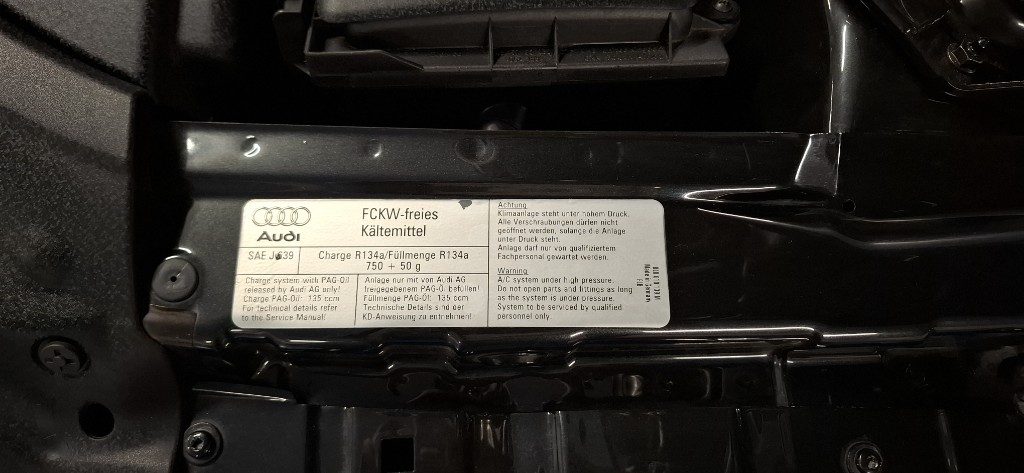 Audi
FCKW-freies
Kältemittel
SAE J639
Charge R134a/Füllmenge R134a
750 + 50 g
Charge system with PAG-Oil
released by Audi AG only!
Charge PAG-Oil: 135 ccm
For technical details refer
to the Service Manual!
Anlage nur mit von Audi AG
freigegebenem PAG-Öl befüllen!
Füllmenge PAG-Öl: 135 ccm
Technische Details sind der
KD-Anweisung zu entnehmen!
Achtung
Klimaanlage steht unter hohem Druck.
Alle Verschraubungen dürfen nicht
geöffnet werden, solange die Anlage
unter Druck steht.
Anlage darf nur von qualifiziertem
Fachpersonal gewartet werden.
Warning
A/C system under high pressure.
Do not open parts and fittings as long
as the system is under pressure.
System to be serviced by qualified
personnel only.
Made in Germany